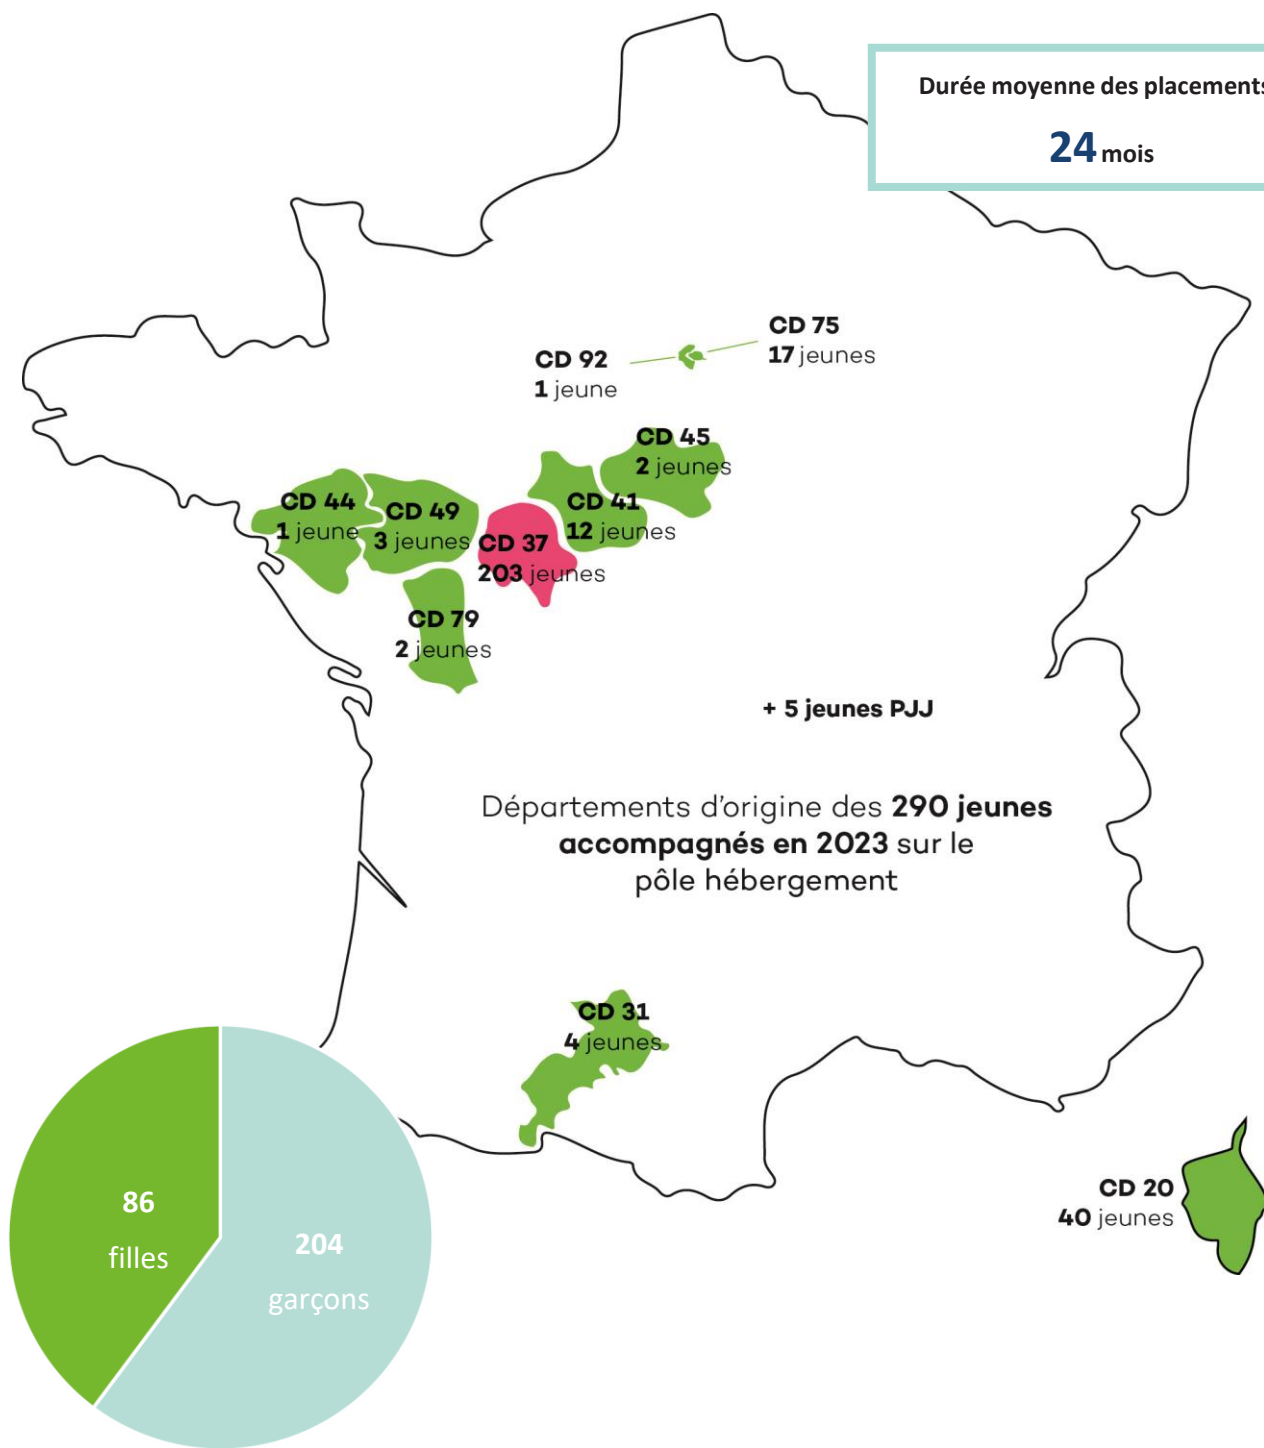 Durée moyenne des placements
24 mois
CD 75
17 jeunes
CD 92
1 jeune
CD 45
2 jeunes
CD 44
1 jeune
CD 49
3 jeunes
CD 41
12 jeunes
CD 37
203 jeunes
CD 79
2 jeunes
+ 5 jeunes PJJ
Départements d'origine des 290 jeunes
accompagnés en 2023 sur le
pôle hébergement
CD 31
4 jeunes
86
filles
204
garçons
CD 20
40 jeunes